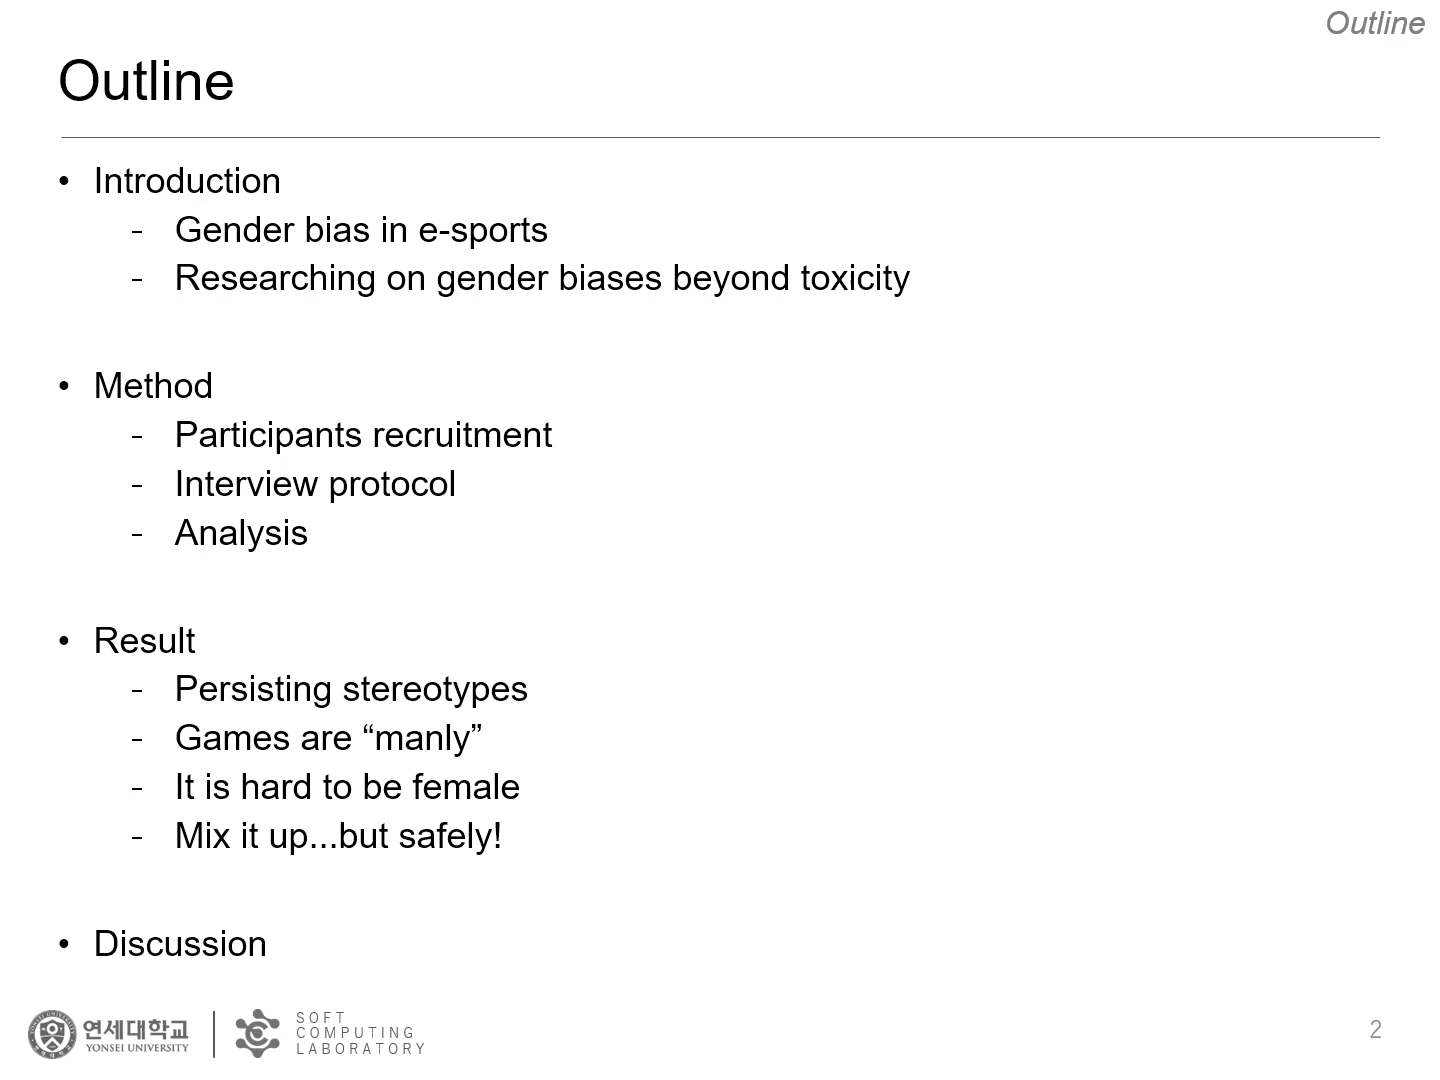 Outline
Outline
• Introduction
- Gender bias in e-sports
- Researching on gender biases beyond toxicity
• Method
- Participants recruitment
- Interview protocol
- Analysis
• Result
- Persisting stereotypes
- Games are “manly”
- It is hard to be female
- Mix it up...but safely!
• Discussion
연세대학교
YONSEI UNIVERSITY
SOFT
COMPUTING
LABORATORY
2